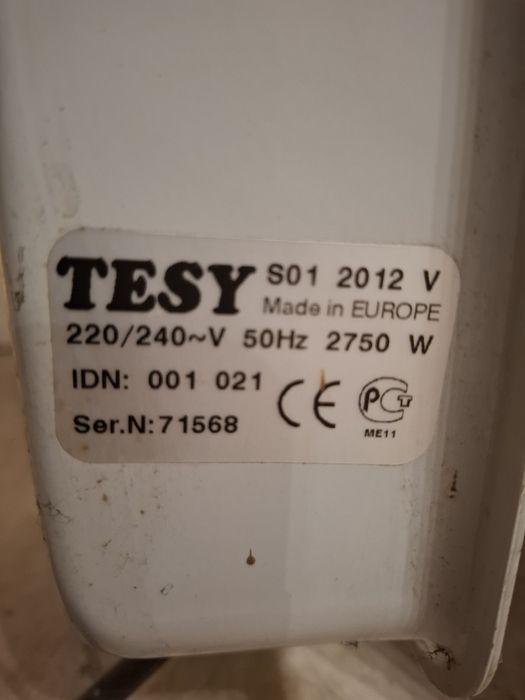 TESY S01 2012 V
Made in EUROPE
220/240~V 50Hz 2750 W
IDN: 001 021 CE PCT
Ser.N:71568
ME11